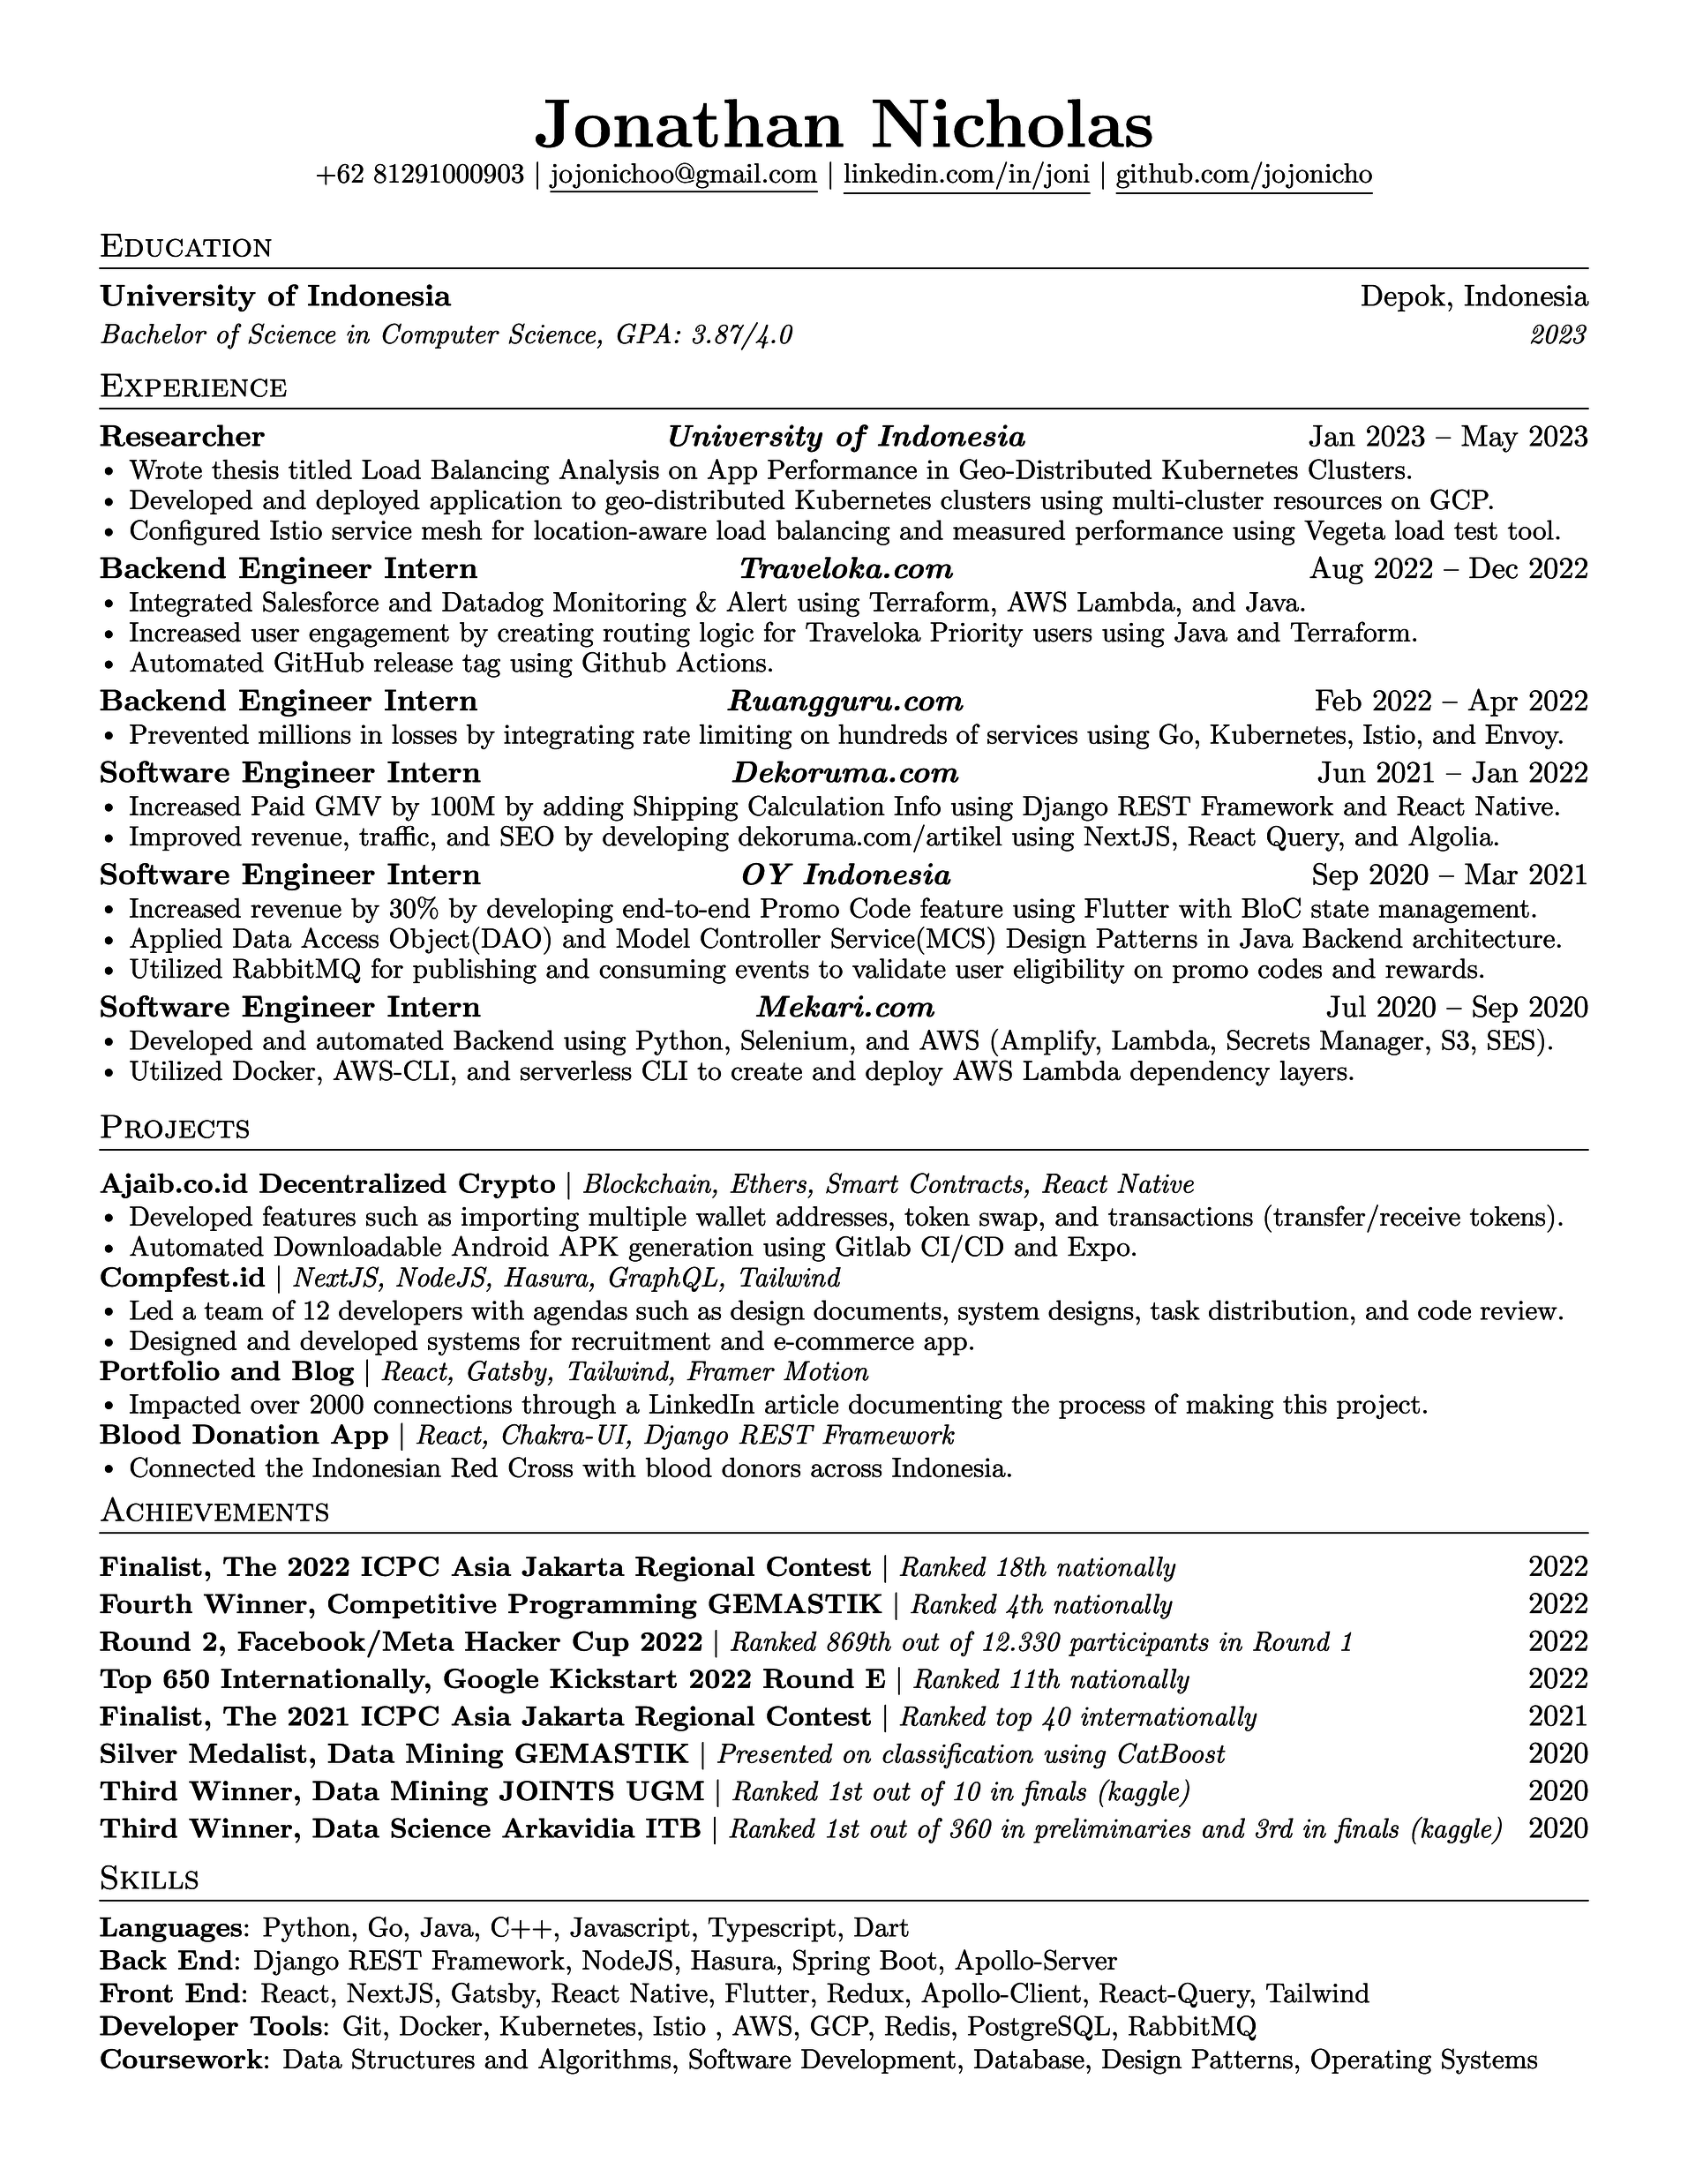 Jonathan Nicholas
+62 81291000903 | jojonichoo@gmail.com | linkedin.com/in/joni | github.com/jojonicho
Education
University of Indonesia Depok, Indonesia
Bachelor of Science in Computer Science, GPA: 3.87/4.0 2023
Experience
Researcher University of Indonesia Jan 2023 – May 2023
• Wrote thesis titled Load Balancing Analysis on App Performance in Geo-Distributed Kubernetes Clusters.
• Developed and deployed application to geo-distributed Kubernetes clusters using multi-cluster resources on GCP.
• Configured Istio service mesh for location-aware load balancing and measured performance using Vegeta load test tool.
Backend Engineer Intern Traveloka.com Aug 2022 – Dec 2022
• Integrated Salesforce and Datadog Monitoring & Alert using Terraform, AWS Lambda, and Java.
• Increased user engagement by creating routing logic for Traveloka Priority users using Java and Terraform.
• Automated GitHub release tag using Github Actions.
Backend Engineer Intern Ruangguru.com Feb 2022 – Apr 2022
• Prevented millions in losses by integrating rate limiting on hundreds of services using Go, Kubernetes, Istio, and Envoy.
Software Engineer Intern Dekoruma.com Jun 2021 – Jan 2022
• Increased Paid GMV by 100M by adding Shipping Calculation Info using Django REST Framework and React Native.
• Improved revenue, traffic, and SEO by developing dekoruma.com/artikel using NextJS, React Query, and Algolia.
Software Engineer Intern OY Indonesia Sep 2020 – Mar 2021
• Increased revenue by 30% by developing end-to-end Promo Code feature using Flutter with BloC state management.
• Applied Data Access Object(DAO) and Model Controller Service(MCS) Design Patterns in Java Backend architecture.
• Utilized RabbitMQ for publishing and consuming events to validate user eligibility on promo codes and rewards.
Software Engineer Intern Mekari.com Jul 2020 – Sep 2020
• Developed and automated Backend using Python, Selenium, and AWS (Amplify, Lambda, Secrets Manager, S3, SES).
• Utilized Docker, AWS-CLI, and serverless CLI to create and deploy AWS Lambda dependency layers.
Projects
Ajaib.co.id Decentralized Crypto | Blockchain, Ethers, Smart Contracts, React Native
• Developed features such as importing multiple wallet addresses, token swap, and transactions (transfer/receive tokens).
• Automated Downloadable Android APK generation using Gitlab CI/CD and Expo.
Compfest.id | NextJS, NodeJS, Hasura, GraphQL, Tailwind
• Led a team of 12 developers with agendas such as design documents, system designs, task distribution, and code review.
• Designed and developed systems for recruitment and e-commerce app.
Portfolio and Blog | React, Gatsby, Tailwind, Framer Motion
• Impacted over 2000 connections through a LinkedIn article documenting the process of making this project.
Blood Donation App | React, Chakra-UI, Django REST Framework
• Connected the Indonesian Red Cross with blood donors across Indonesia.
Achievements
Finalist, The 2022 ICPC Asia Jakarta Regional Contest | Ranked 18th nationally 2022
Fourth Winner, Competitive Programming GEMASTIK | Ranked 4th nationally 2022
Round 2, Facebook/Meta Hacker Cup 2022 | Ranked 869th out of 12.330 participants in Round 1 2022
Top 650 Internationally, Google Kickstart 2022 Round E | Ranked 11th nationally 2022
Finalist, The 2021 ICPC Asia Jakarta Regional Contest | Ranked top 40 internationally 2021
Silver Medalist, Data Mining GEMASTIK | Presented on classification using CatBoost 2020
Third Winner, Data Mining JOINTS UGM | Ranked 1st out of 10 in finals (kaggle) 2020
Third Winner, Data Science Arkavidia ITB | Ranked 1st out of 360 in preliminaries and 3rd in finals (kaggle) 2020
Skills
Languages: Python, Go, Java, C++, Javascript, Typescript, Dart
Back End: Django REST Framework, NodeJS, Hasura, Spring Boot, Apollo-Server
Front End: React, NextJS, Gatsby, React Native, Flutter, Redux, Apollo-Client, React-Query, Tailwind
Developer Tools: Git, Docker, Kubernetes, Istio , AWS, GCP, Redis, PostgreSQL, RabbitMQ
Coursework: Data Structures and Algorithms, Software Development, Database, Design Patterns, Operating Systems